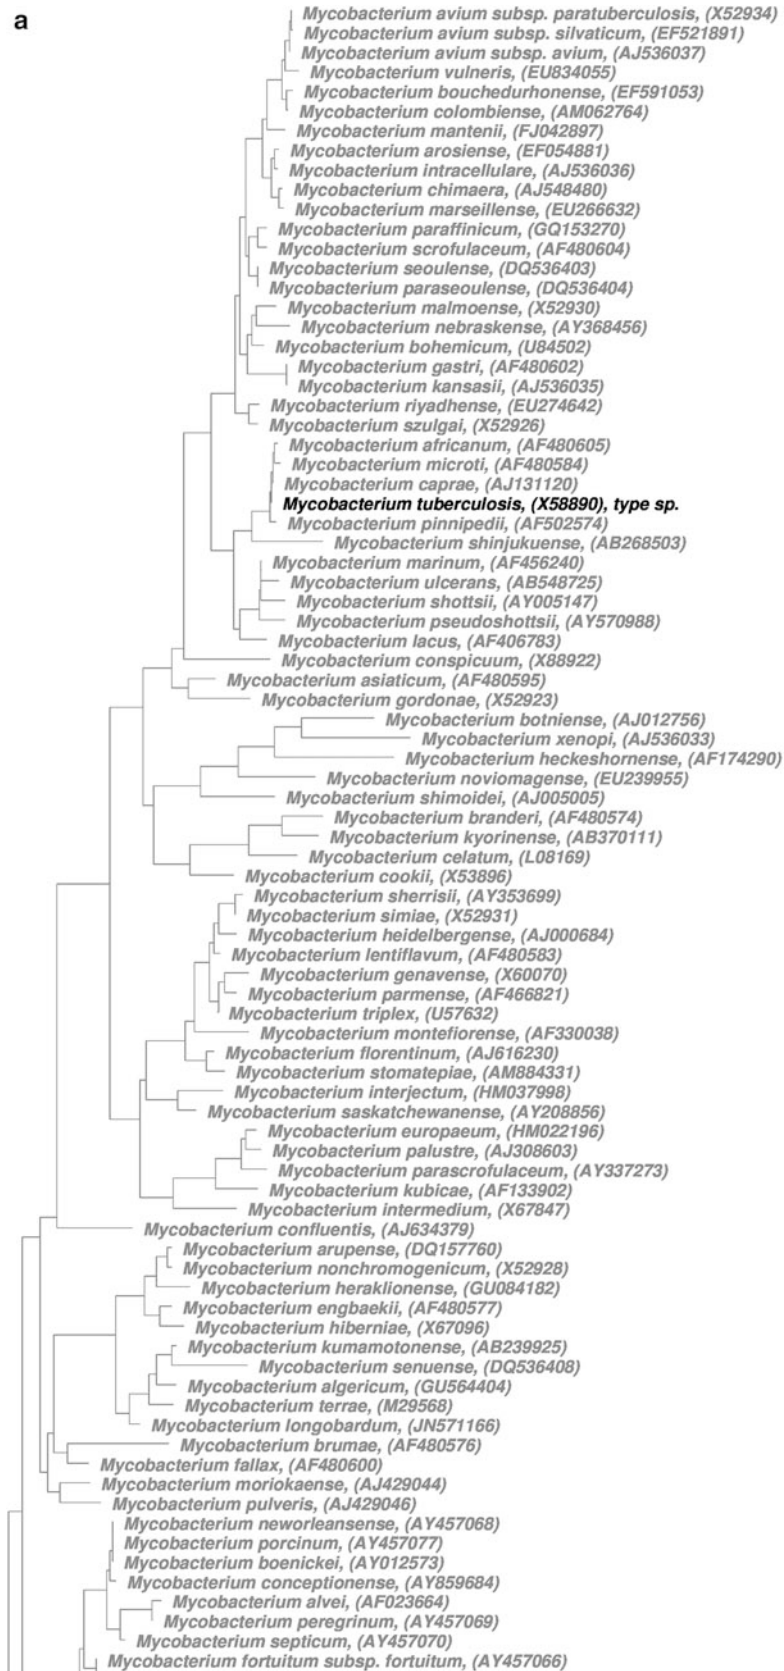 a
Mycobacterium avium subsp. paratuberculosis, (X52934)
Mycobacterium avium subsp. silvaticum, (EF521891)
Mycobacterium avium subsp. avium, (AJ536037)
Mycobacterium vulneris, (EU834055)
Mycobacterium bouchedurhonense, (EF591053)
Mycobacterium colombiense, (AM062764)
Mycobacterium mantenii, (FJ042897)
Mycobacterium arosiense, (EF054881)
Mycobacterium intracellulare, (AJ536036)
Mycobacterium chimaera, (AJ548480)
Mycobacterium marseillense, (EU266632)
Mycobacterium paraffinicum, (GQ153270)
Mycobacterium scrofulaceum, (AF480604)
Mycobacterium seoulense, (DQ536403)
Mycobacterium paraseoulense, (DQ536404)
Mycobacterium malmoense, (X52930)
Mycobacterium nebraskense, (AY368456)
Mycobacterium bohemicum, (U84502)
Mycobacterium gastri, (AF480602)
Mycobacterium kansasii, (AJ536035)
Mycobacterium riyadhense, (EU274642)
Mycobacterium szulgai, (X52926)
Mycobacterium africanum, (AF480605)
Mycobacterium microti, (AF480584)
Mycobacterium caprae, (AJ131120)
Mycobacterium tuberculosis, (X58890), type sp.
Mycobacterium pinnipedii, (AF502574)
Mycobacterium shinjukuense, (AB268503)
Mycobacterium marinum, (AF456240)
Mycobacterium ulcerans, (AB548725)
Mycobacterium shottsii, (AY005147)
Mycobacterium pseudoshottsii, (AY570988)
Mycobacterium lacus, (AF406783)
Mycobacterium conspicuum, (X88922)
Mycobacterium asiaticum, (AF480595)
Mycobacterium gordonae, (X52923)
Mycobacterium botniense, (AJ012756)
Mycobacterium xenopi, (AJ536033)
Mycobacterium heckeshornense, (AF174290)
Mycobacterium noviomagense, (EU239955)
Mycobacterium shimoidei, (AJ005005)
Mycobacterium branderi, (AF480574)
Mycobacterium kyorinense, (AB370111)
Mycobacterium celatum, (L08169)
Mycobacterium cookii, (X53896)
Mycobacterium sherrisii, (AY353699)
Mycobacterium simiae, (X52931)
Mycobacterium heidelbergense, (AJ000684)
Mycobacterium lentiflavum, (AF480583)
Mycobacterium genavense, (X60070)
Mycobacterium parmense, (AF466821)
Mycobacterium triplex, (U57632)
Mycobacterium montefiorense, (AF330038)
Mycobacterium florentinum, (AJ616230)
Mycobacterium stomatepiae, (AM884331)
Mycobacterium interjectum, (HM037998)
Mycobacterium saskatchewanense, (AY208856)
Mycobacterium europaeum, (HM022196)
Mycobacterium palustre, (AJ308603)
Mycobacterium parascrofulaceum, (AY337273)
Mycobacterium kubicae, (AF133902)
Mycobacterium intermedium, (X67847)
Mycobacterium confluentis, (AJ634379)
Mycobacterium arupense, (DQ157760)
Mycobacterium nonchromogenicum, (X52928)
Mycobacterium heraklionense, (GU084182)
Mycobacterium engbaekii, (AF480577)
Mycobacterium hiberniae, (X67096)
Mycobacterium kumamotonense, (AB239925)
Mycobacterium senuense, (DQ536408)
Mycobacterium algericum, (GU564404)
Mycobacterium terrae, (M29568)
Mycobacterium longobardum, (JN571166)
Mycobacterium brumae, (AF480576)
Mycobacterium fallax, (AF480600)
Mycobacterium moriokaense, (AJ429044)
Mycobacterium pulveris, (AJ429046)
Mycobacterium neworleansense, (AY457068)
Mycobacterium porcinum, (AY457077)
Mycobacterium boenickei, (AY012573)
Mycobacterium conceptionense, (AY859684)
Mycobacterium alvei, (AF023664)
Mycobacterium peregrinum, (AY457069)
Mycobacterium septicum, (AY457070)
Mycobacterium fortuitum subsp. fortuitum, (AY457066)